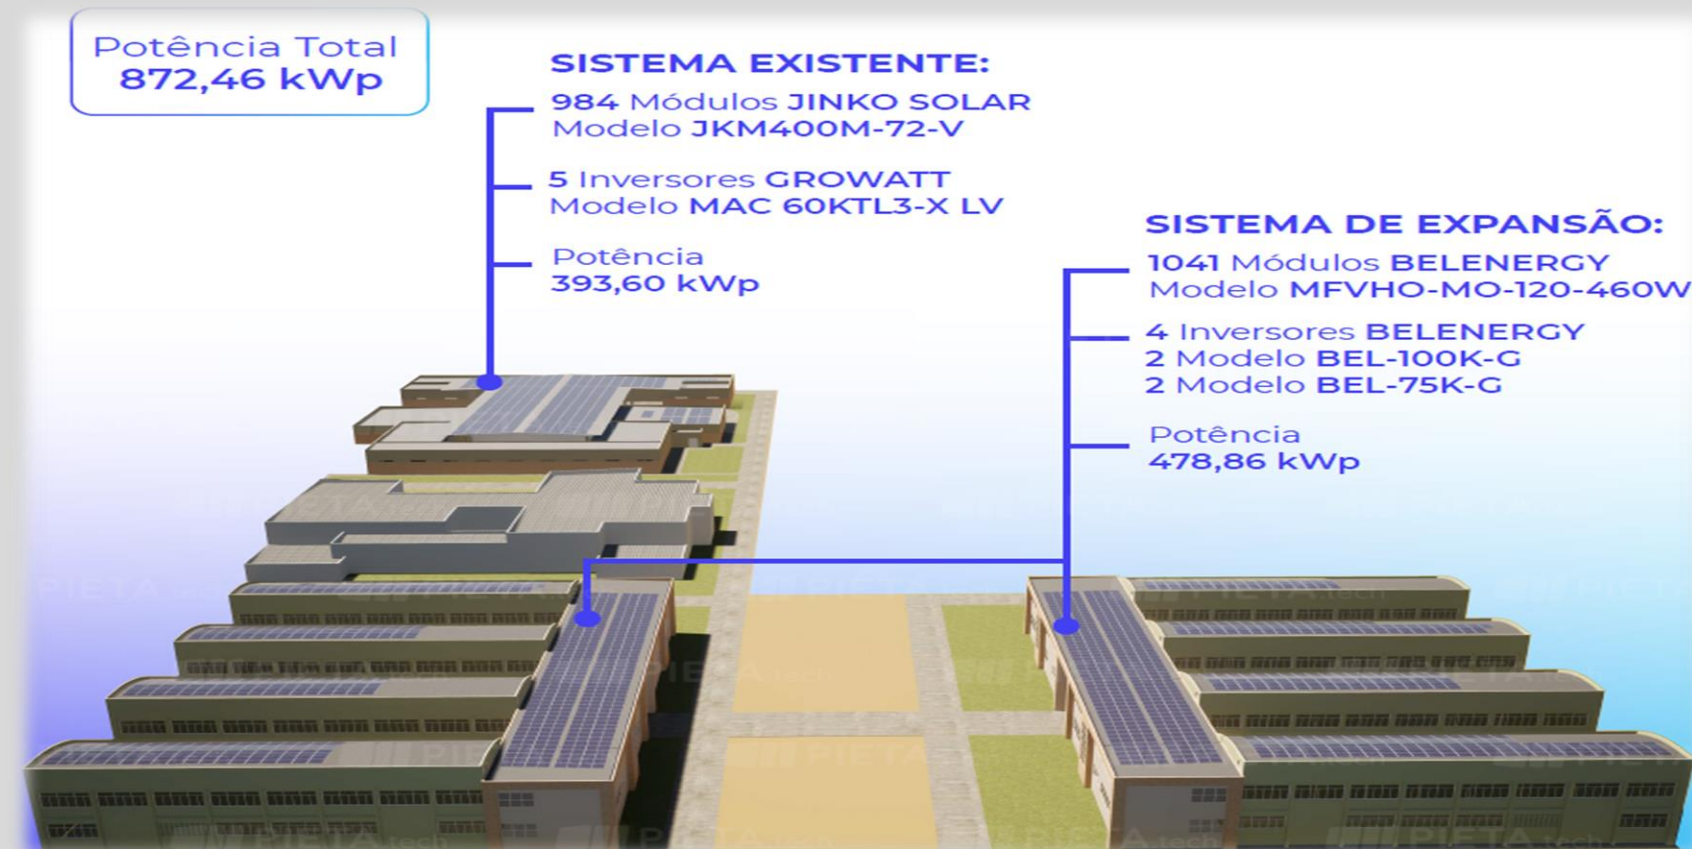 Potência Total
872,46 kWp
SISTEMA EXISTENTE:
984 Módulos JINKO SOLAR
Modelo JKM400M-72-V
5 Inversores GROWATT
Modelo MAC 60KTL3-X LV
Potência
393,60 kWp
SISTEMA DE EXPANSÃO:
1041 Módulos BELENERGY
Modelo MFVHO-MO-120-460W
4 Inversores BELENERGY
2 Modelo BEL-100K-G
2 Modelo BEL-75K-G
Potência
478,86 kWp
PIETA.tech